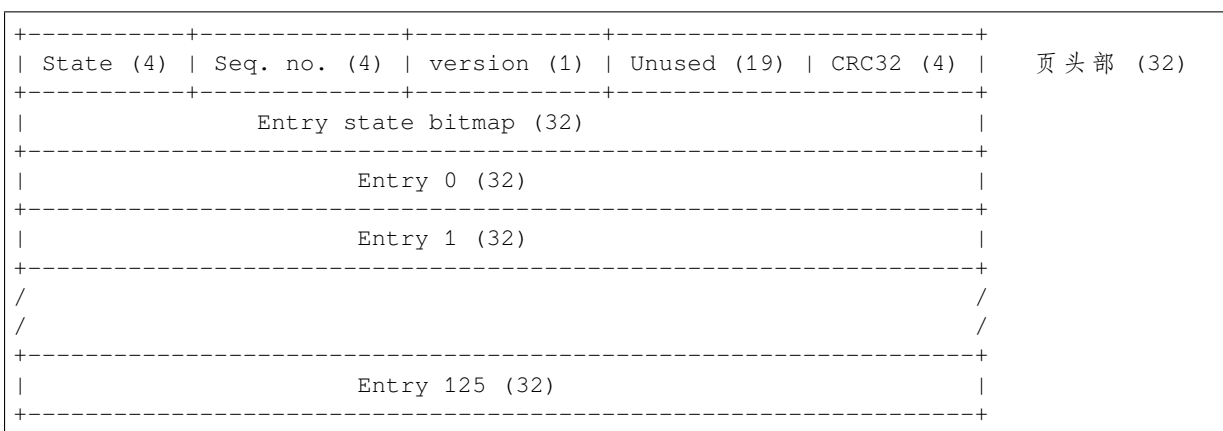 +-----------+--------------+-------------+-------------------------+
| State (4) | Seq. no. (4) | version (1) | Unused (19) | CRC32 (4) | 页头部 (32)
+-----------+--------------+-------------+-------------------------+
| Entry state bitmap (32) |
+------------------------------------------------------------------+
| Entry 0 (32) |
+------------------------------------------------------------------+
| Entry 1 (32) |
+------------------------------------------------------------------+
/ /
/ /
+------------------------------------------------------------------+
| Entry 125 (32) |
+------------------------------------------------------------------+